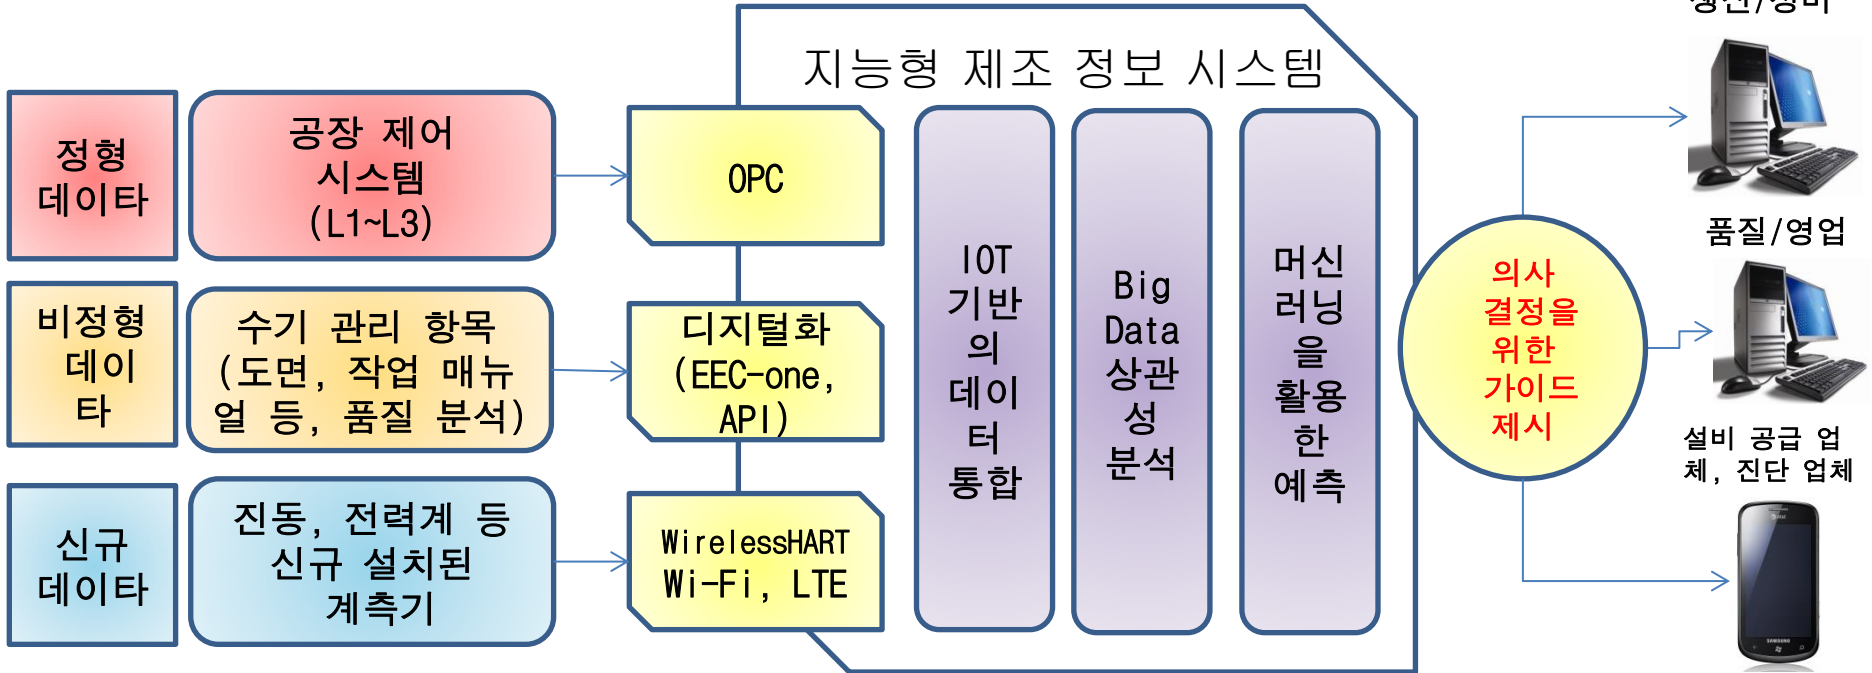 생산/정비
지능형 제조 정보 시스템
정형
데이타
공장 제어
시스템
(L1~L3)
OPC
비정형
데이
타
수기 관리 항목
(도면, 작업 매뉴
얼 등, 품질 분석)
디지털화
(EEC-one,
API)
신규
데이타
진동, 전력계 등
신규 설치된
계측기
WirelessHART
Wi-Fi, LTE
IOT
기반
의
데이
터
통합
Big
Data
상관
성
분석
머신
러닝
을
활용
한
예측
의사
결정을
위한
가이드
제시
품질/영업
설비 공급 업
체, 진단 업체
SAMSUNG